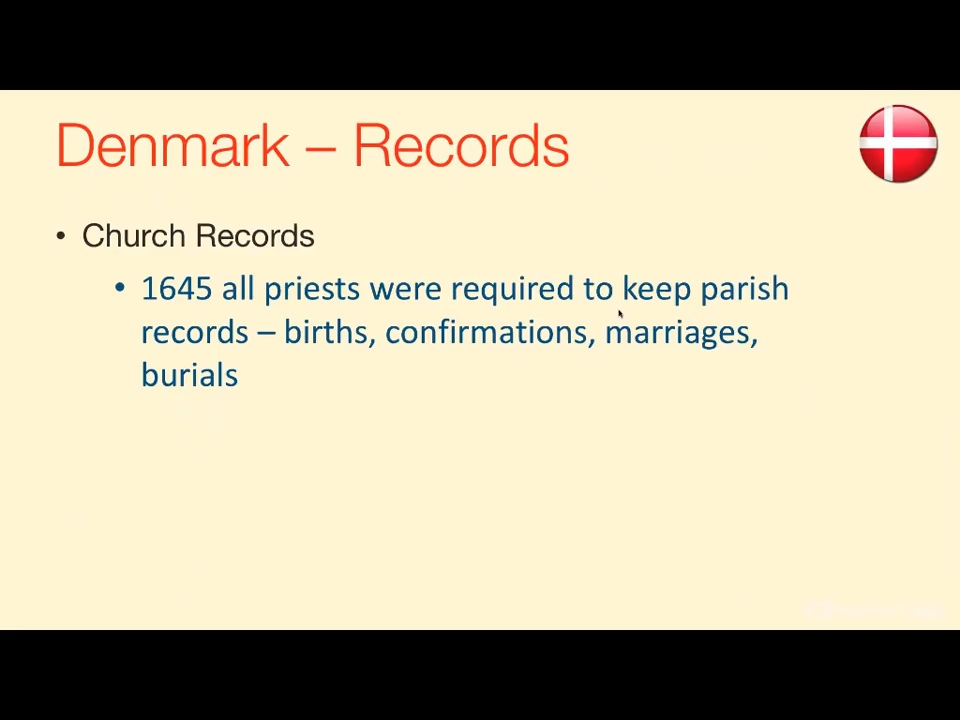 Denmark – Records
• Church Records
• 1645 all priests were required to keep parish
records – births, confirmations, marriages,
burials